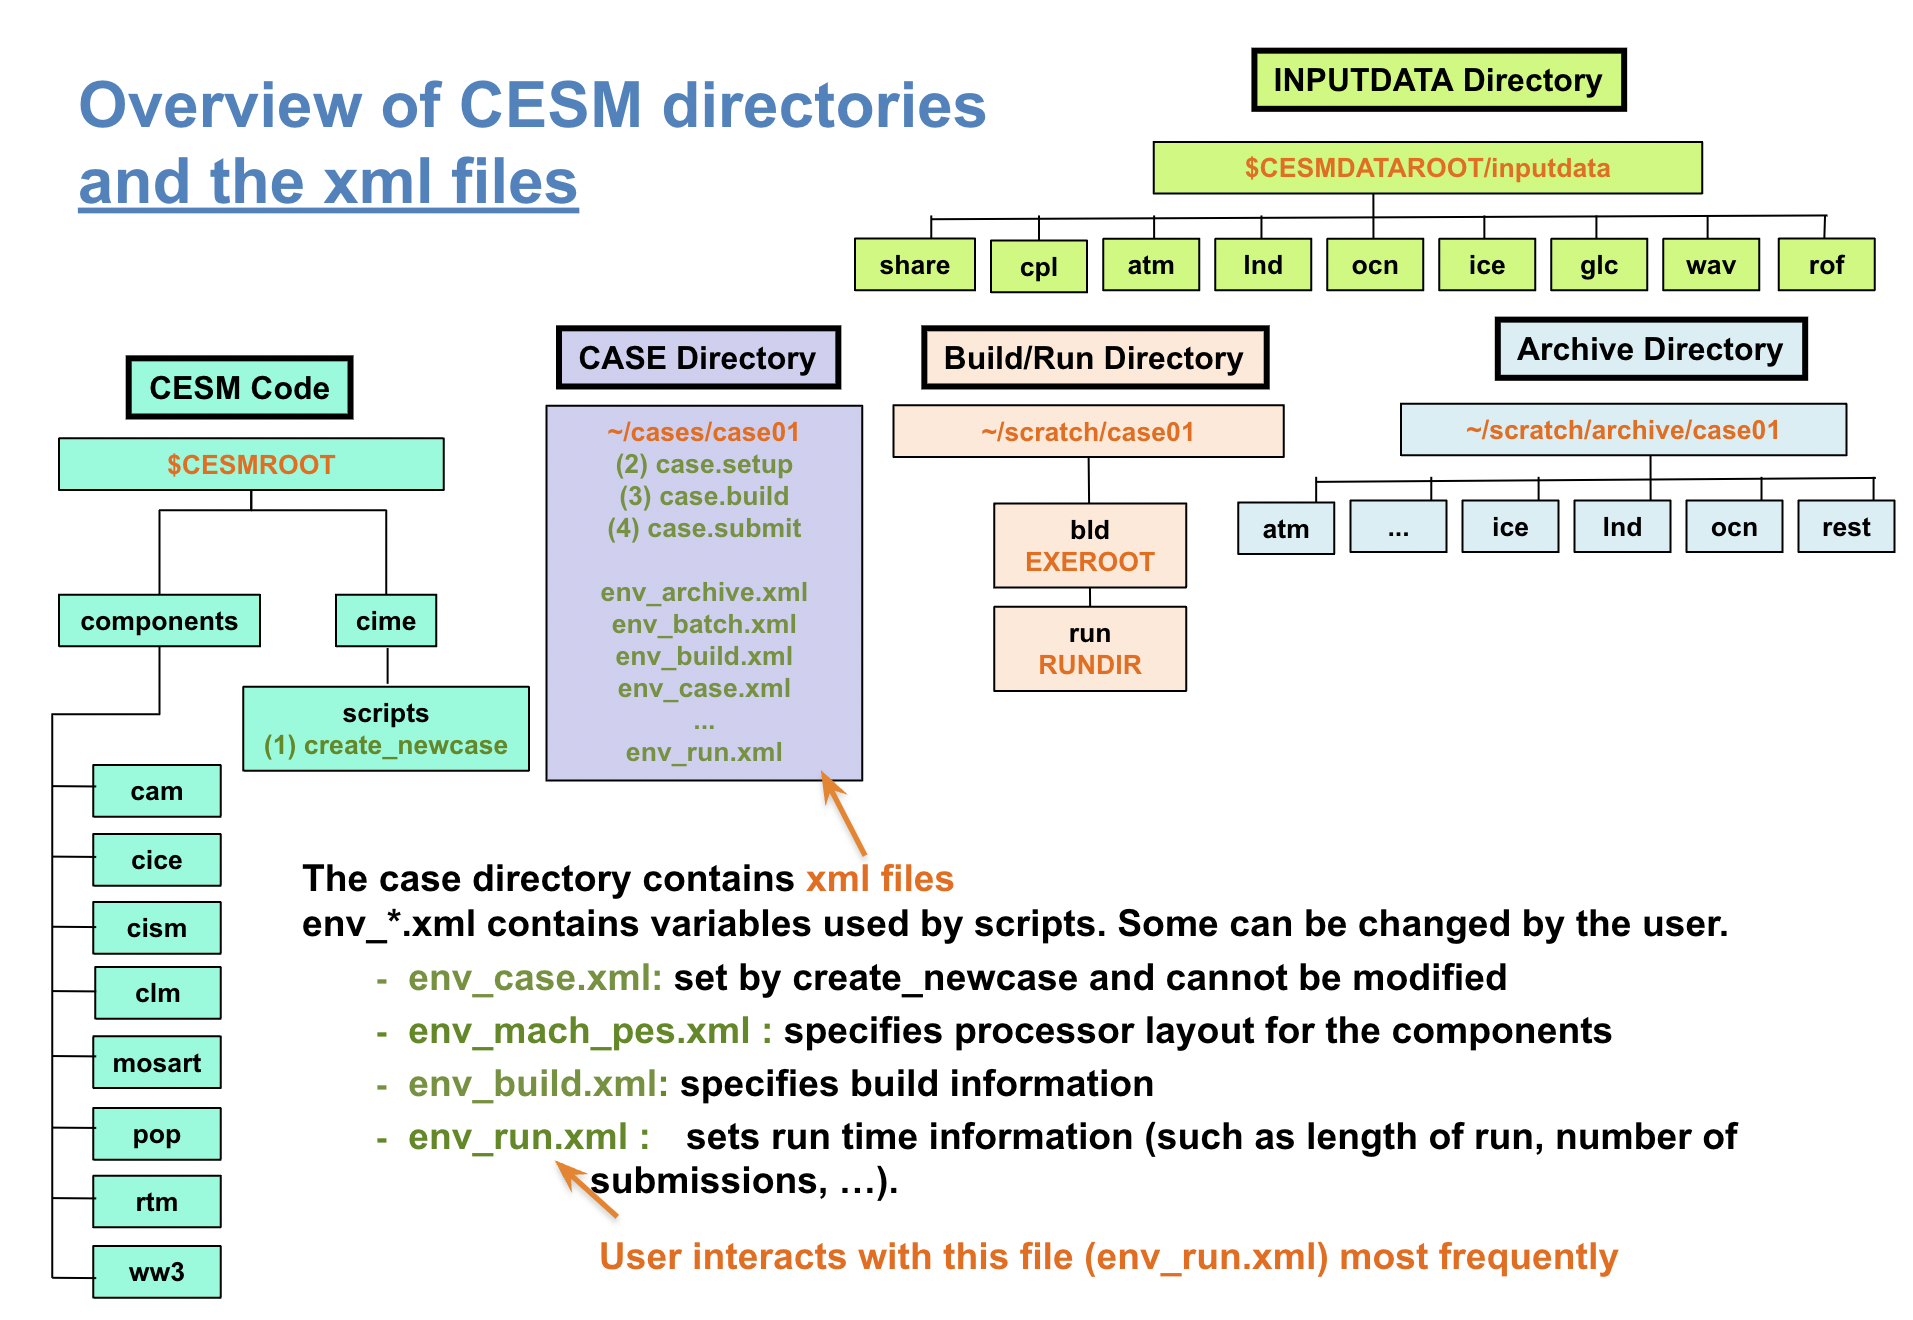 Overview of CESM directories
and the xml files
INPUTDATA Directory
$CESMDATAROOT/inputdata
share
cpl
atm
lnd
ocn
ice
glc
wav
rof
CESM Code
$CESMROOT
components
cime
scripts
(1) create_newcase
cam
cice
cism
clm
mosart
pop
rtm
ww3
CASE Directory
~/cases/case01
(2) case.setup
(3) case.build
(4) case.submit
env_archive.xml
env_batch.xml
env_build.xml
env_case.xml
...
env_run.xml
Build/Run Directory
~/scratch/case01
bld
EXEROOT
run
RUNDIR
Archive Directory
~/scratch/archive/case01
atm
...
ice
lnd
ocn
rest
The case directory contains xml files
env_*.xml contains variables used by scripts. Some can be changed by the user.
- env_case.xml: set by create_newcase and cannot be modified
- env_mach_pes.xml : specifies processor layout for the components
- env_build.xml: specifies build information
- env_run.xml : sets run time information (such as length of run, number of
submissions, …).
User interacts with this file (env_run.xml) most frequently